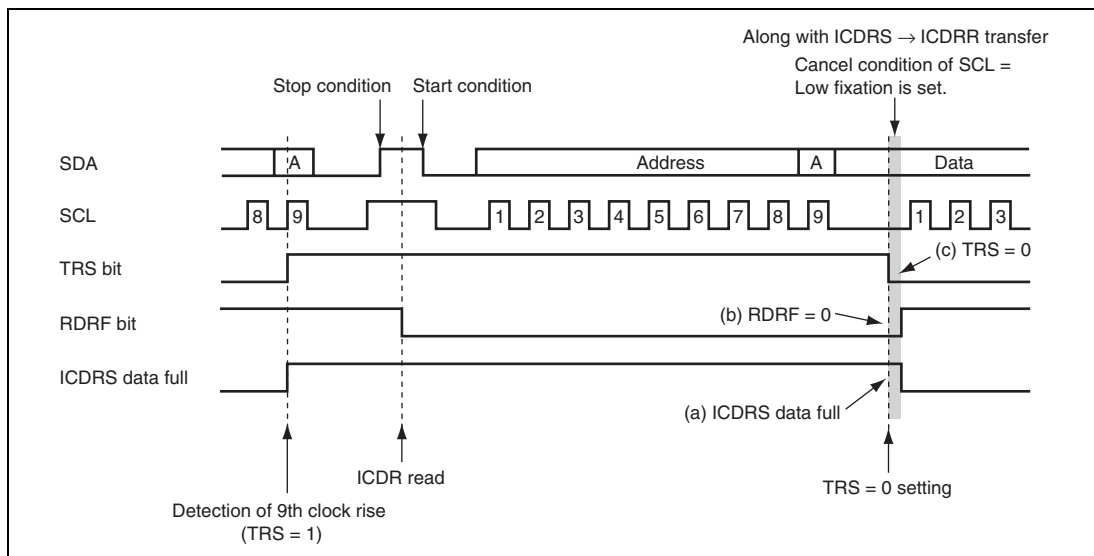 Along with ICDRS → ICDRR transfer
Cancel condition of SCL =
Low fixation is set.
Stop condition
Start condition
SDA
A
Address
A
Data
SCL
8 9 1 2 3 4 5 6 7 8 9 1 2 3
TRS bit
(c) TRS = 0
RDRF bit
(b) RDRF = 0
ICDRS data full
(a) ICDRS data full
ICDR read
TRS = 0 setting
Detection of 9th clock rise
(TRS = 1)